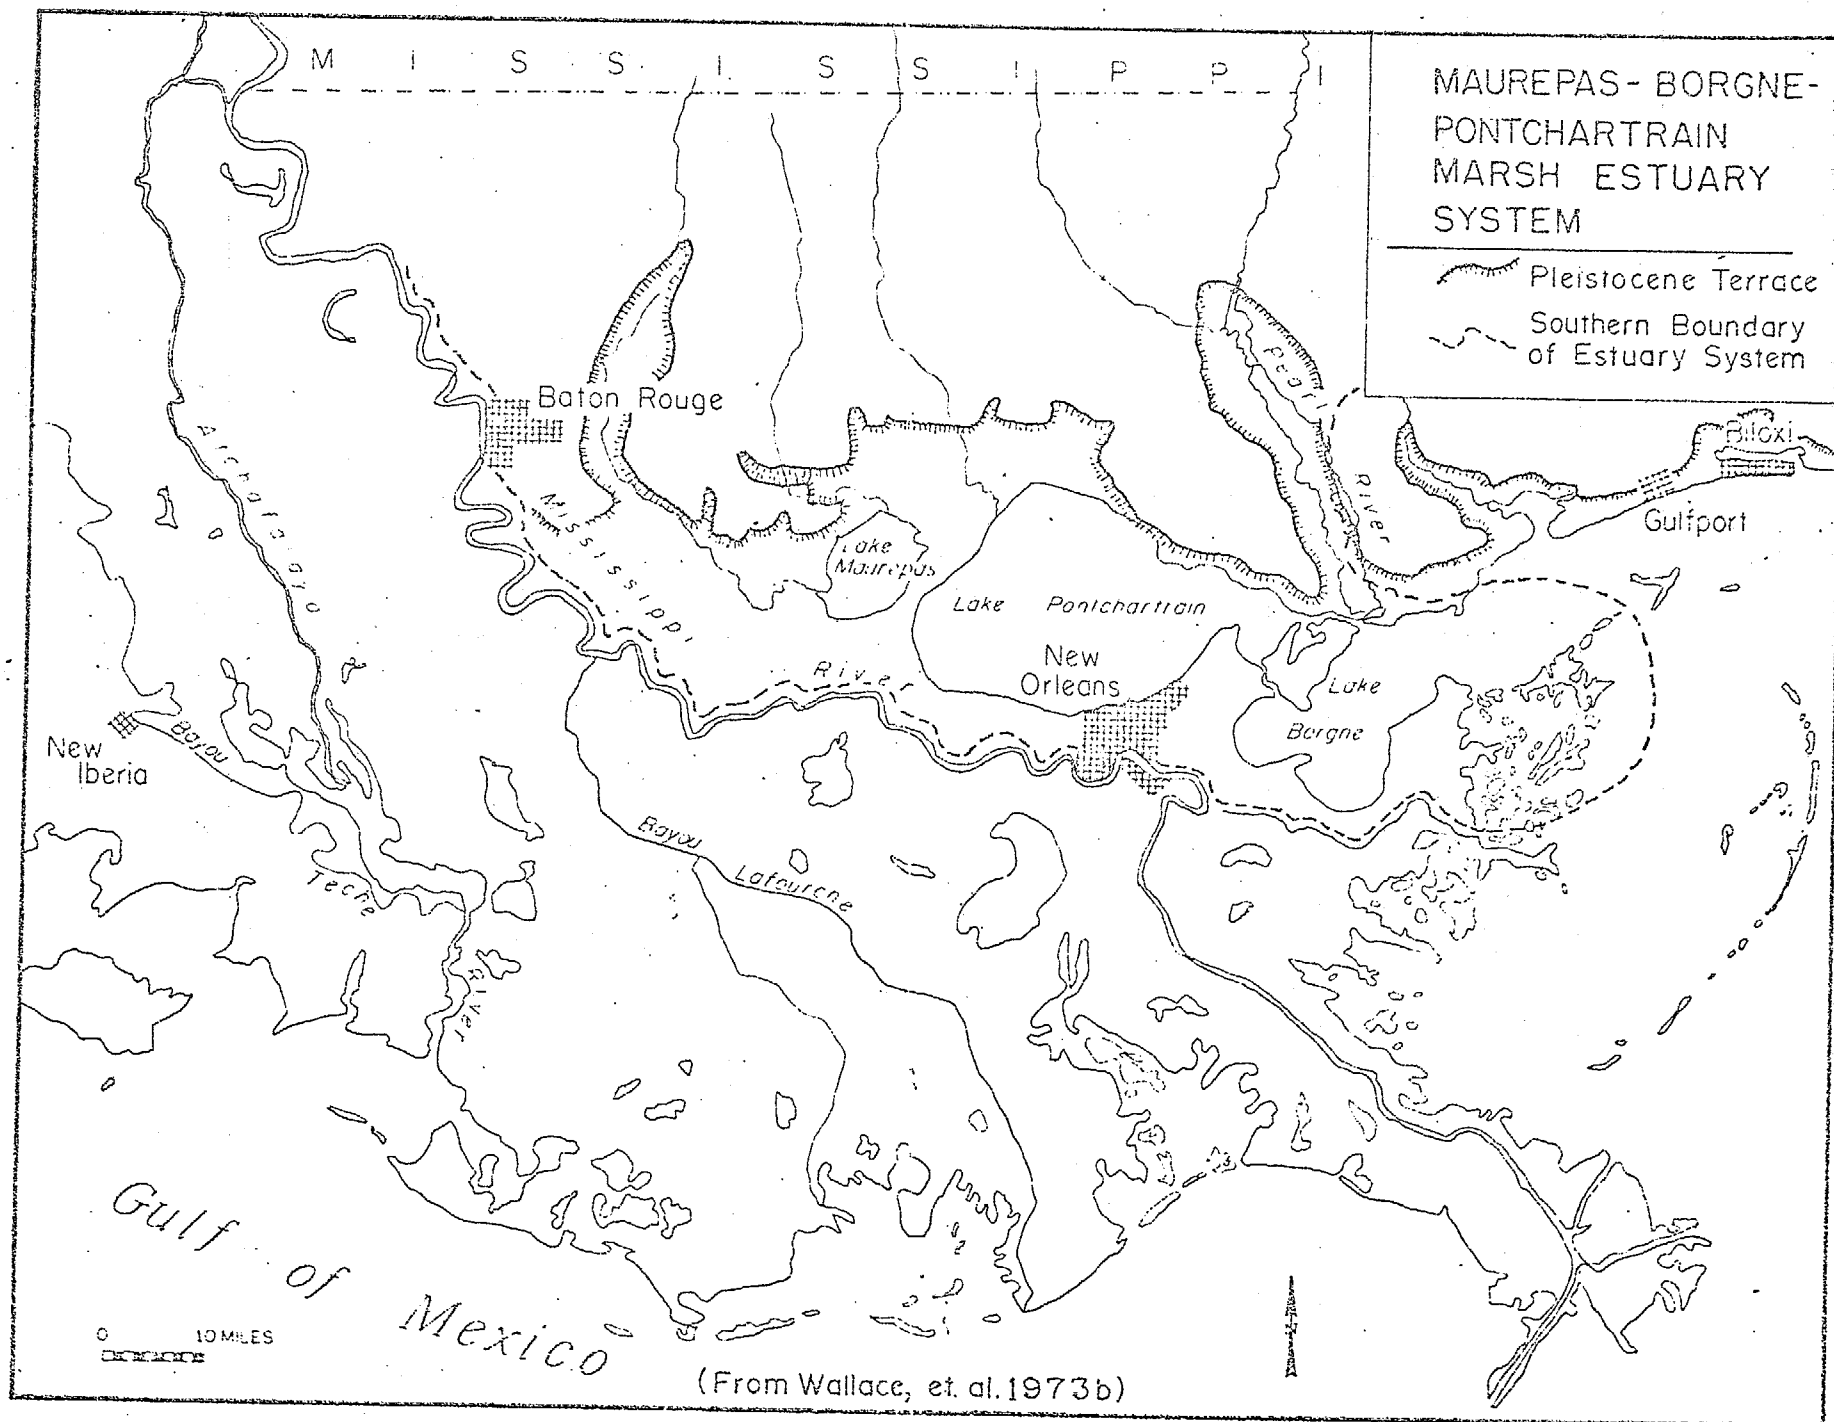 MISSISSIPPI
MAUREPAS-BORGNE-
PONTCHARTRAIN
MARSH ESTUARY
SYSTEM
Pleistocene Terrace
Southern Boundary
of Estuary System
Pearl
River
Baton Rouge
Biloxi
Gulfport
Atchafalaya
Mississippi
River
Lake
Maurepas
Lake Pontchartrain
New
Orleans
Lake
Borgne
New
Iberia
Bayou
Teche
River
Bayou
Lafourche
Gulf of Mexico
0 10 MILES
(From Wallace, et. al. 1973b)